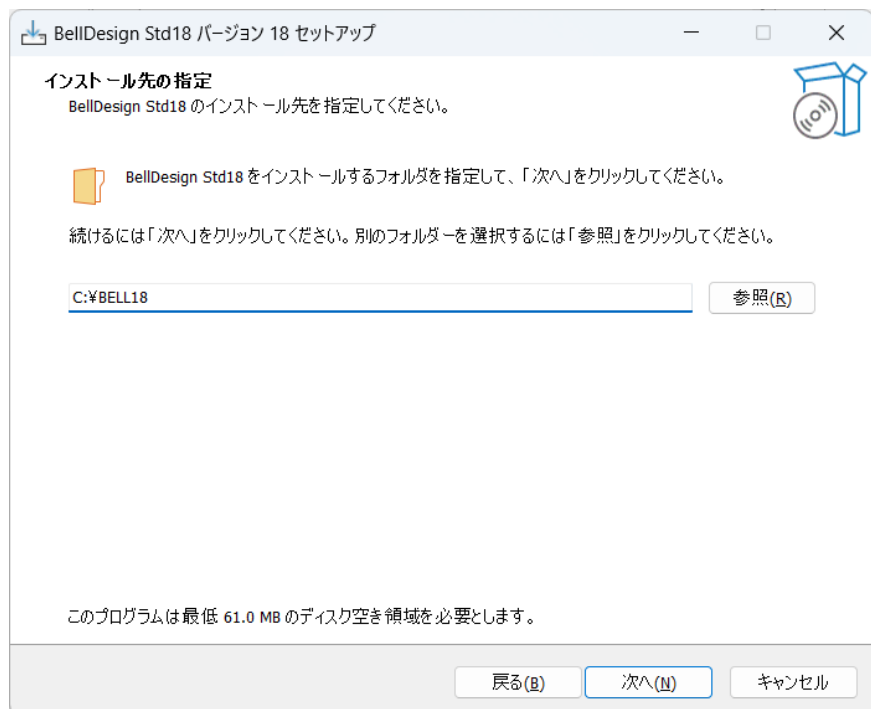 BellDesign Std18 バージョン 18 セットアップ
インストール先の指定
BellDesign Std18 のインストール先を指定してください。
BellDesign Std18 をインストールするフォルダを指定して、「次へ」をクリックしてください。
続けるには「次へ」をクリックしてください。別のフォルダーを選択するには「参照」をクリックしてください。
C:¥BELL18
参照(R)
このプログラムは最低 61.0 MB のディスク空き領域を必要とします。
戻る(B)
次へ(N)
キャンセル